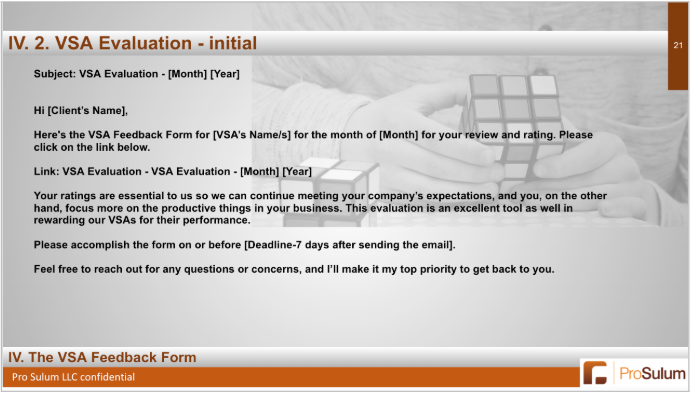 IV. 2. VSA Evaluation - initial
21
Subject: VSA Evaluation - [Month] [Year]
Hi [Client's Name],
Here's the VSA Feedback Form for [VSA's Name/s] for the month of [Month] for your review and rating. Please
click on the link below.
Link: VSA Evaluation - VSA Evaluation - [Month] [Year]
Your ratings are essential to us so we can continue meeting your company's expectations, and you, on the other
hand, focus more on the productive things in your business. This evaluation is an excellent tool as well in
rewarding our VSAs for their performance.
Please accomplish the form on or before [Deadline-7 days after sending the email].
Feel free to reach out for any questions or concerns, and I'll make it my top priority to get back to you.
IV. The VSA Feedback Form
Pro Sulum LLC confidential
ProSulum